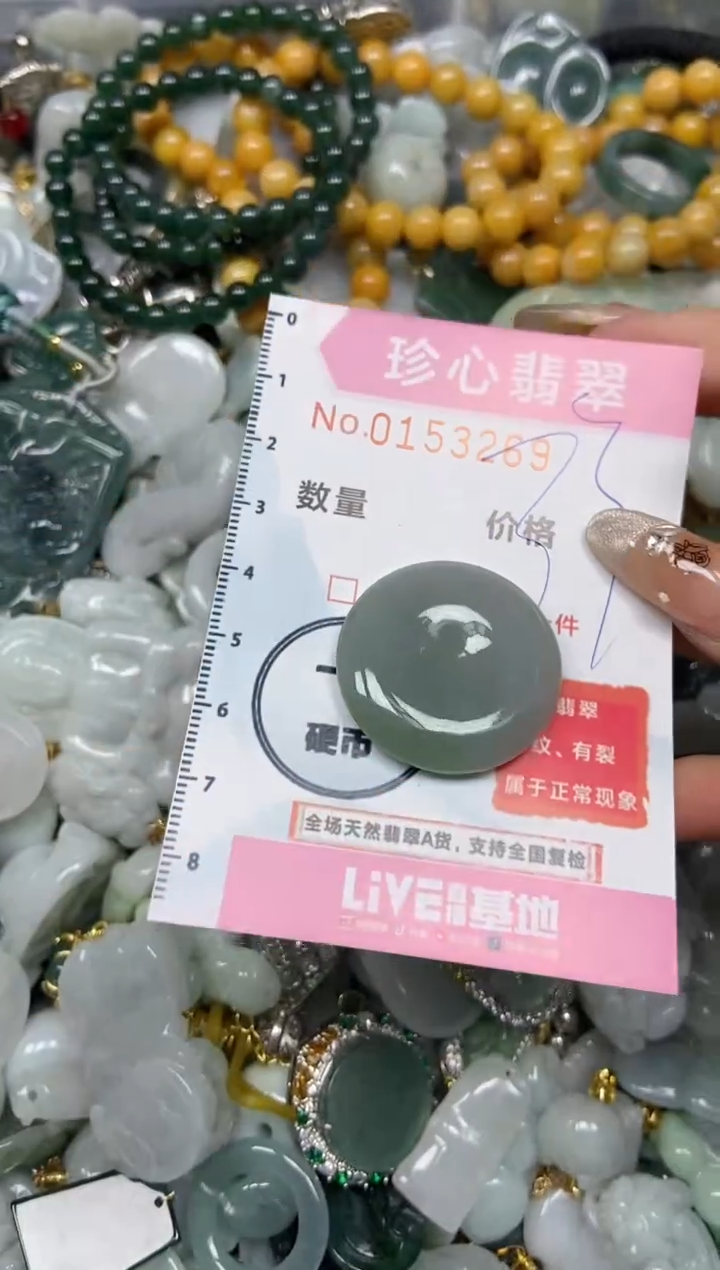 珍心翡翠
No.0153269
数量
价格
件
翡翠
纹、有裂
属于正常现象
硬币
全场天然翡翠A货，支持全国复检
LiVE基地
0
1
2
3
4
5
6
7
8